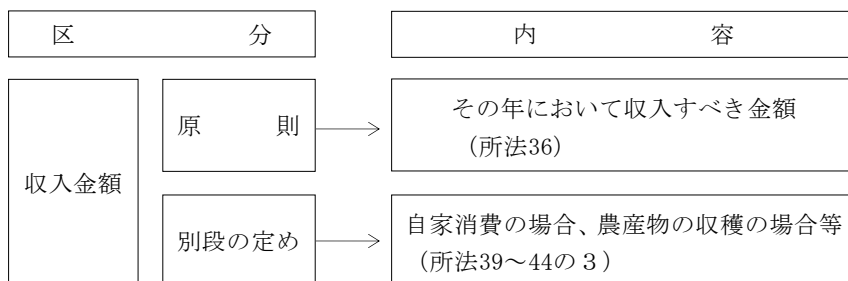 区　　　　分
内　　　　容
収入金額
原　　則
その年において収入すべき金額
（所法36）
別段の定め
自家消費の場合、農産物の収穫の場合等
（所法39～44の３）